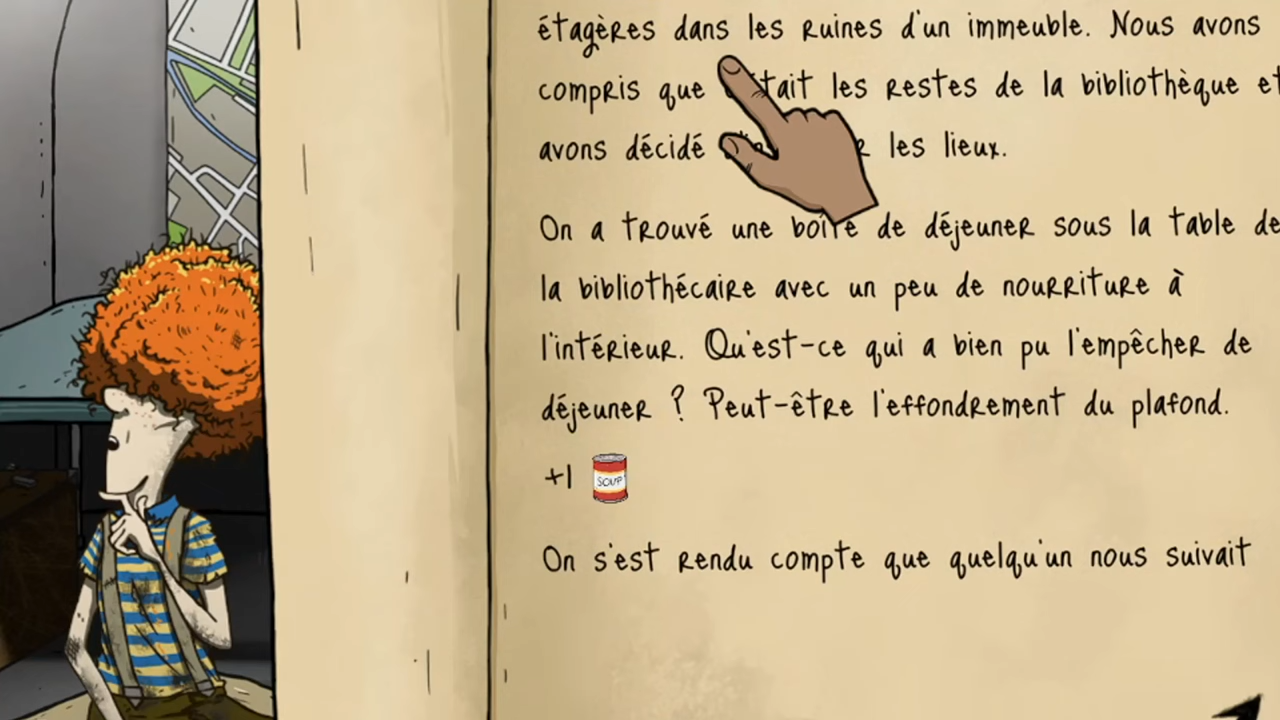 étagères dans les ruines d'un immeuble. Nous avons
compris que les restes de la bibliothèque et
avons décidé les lieux.
On a trouvé une boîte de déjeuner sous la table de
la bibliothécaire avec un peu de nourriture à
l'intérieur. Qu'est-ce qui a bien pu l'empêcher de
déjeuner ? Peut-être l'effondrement du plafond.
+1 SOUP
On s'est rendu compte que quelqu'un nous suivait